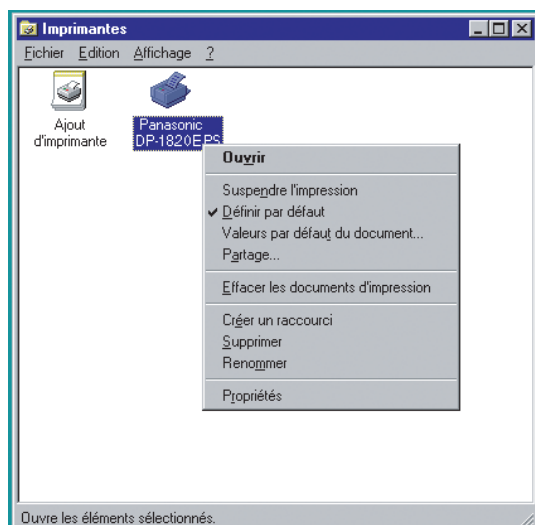 Imprimantes
Fichier Edition Affichage ?
Ajout
d'imprimante
Panasonic
DP-1820E PS
Ouvrir
Suspendre l'impression
Définir par défaut
Valeurs par défaut du document...
Partage...
Effacer les documents d'impression
Créer un raccourci
Supprimer
Renommer
Propriétés
Ouvre les éléments sélectionnés.